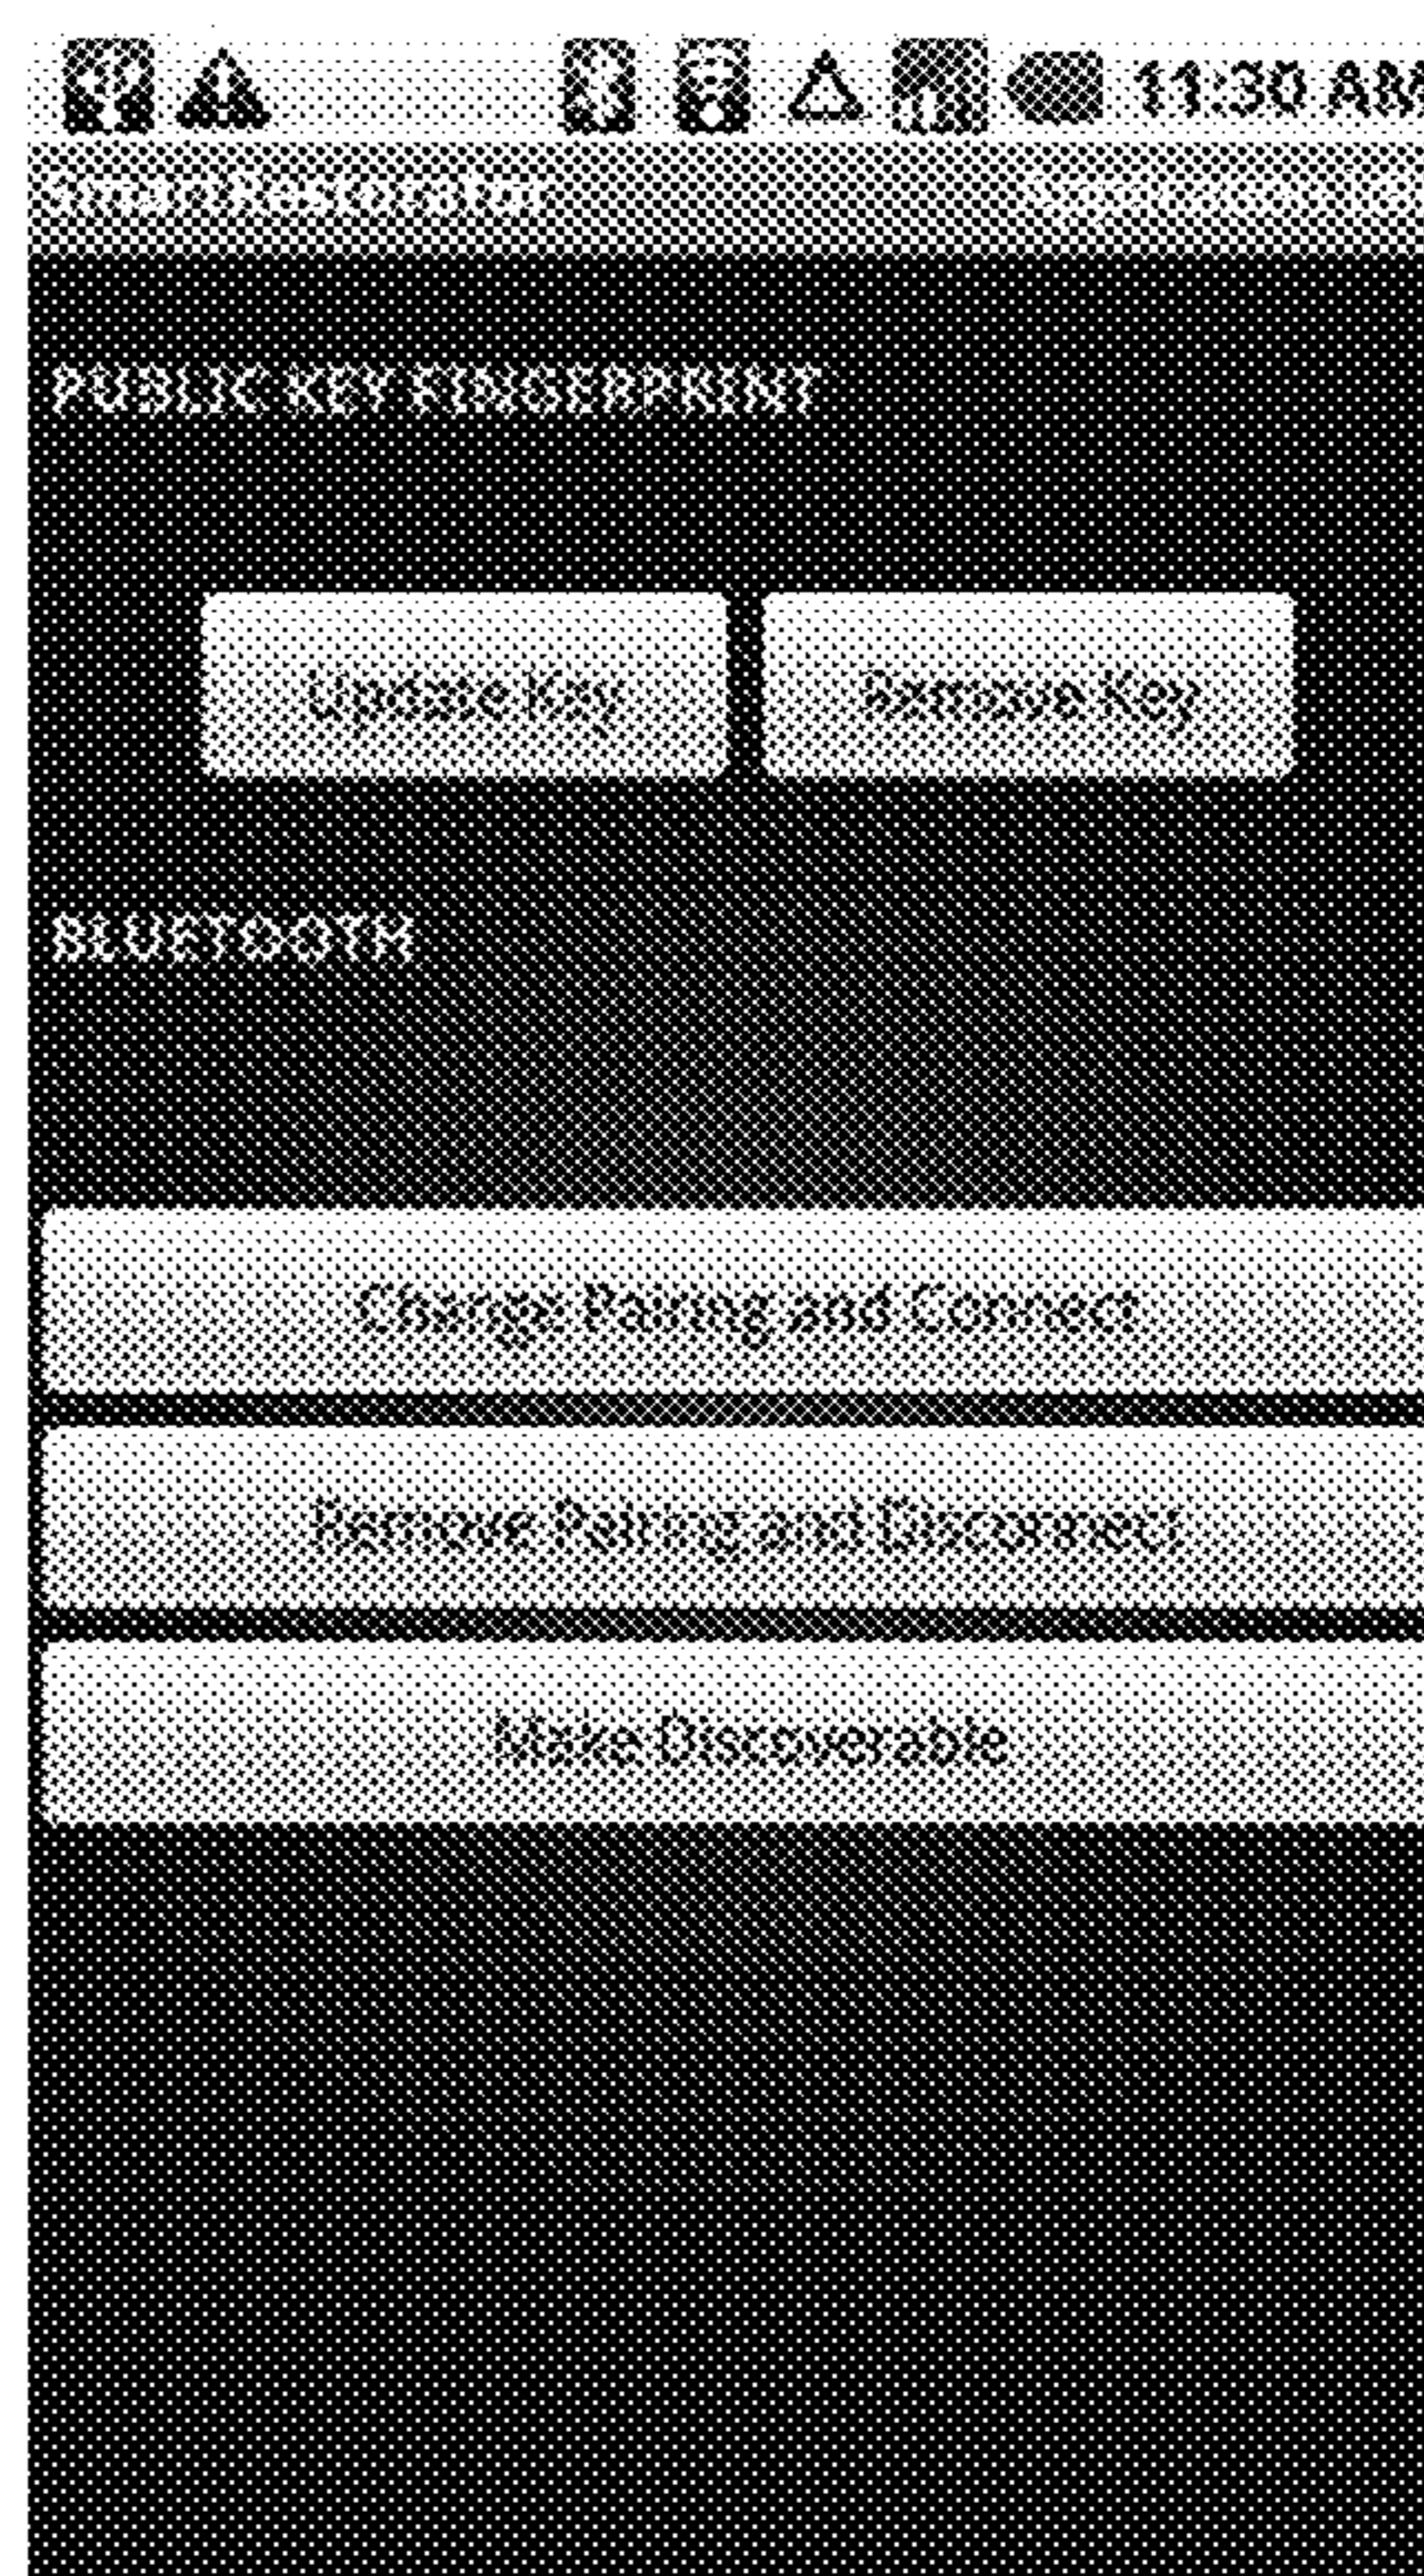 11:30 AM
SmartRestorator
PUBLIC KEY FINGERPRINT
Update Key Remove Key
BLUETOOTH
Change Pairing and Connect
Remove Pairing and Disconnect
Make Discoverable